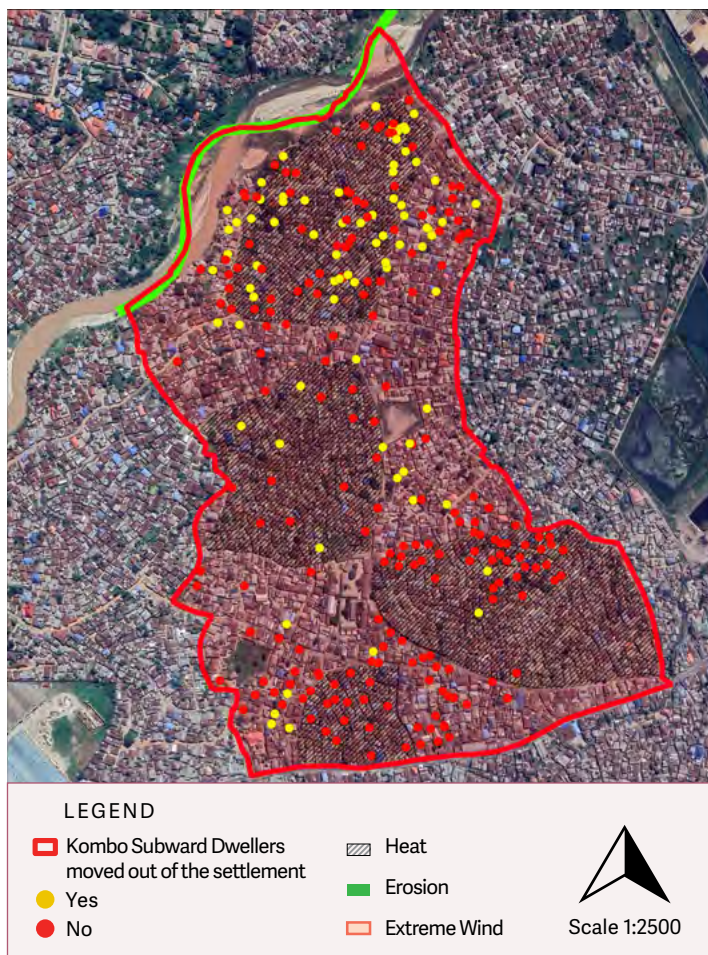 LEGEND
Kombo Subward Dwellers
moved out of the settlement
Yes
No
Heat
Erosion
Extreme Wind
Scale 1:2500